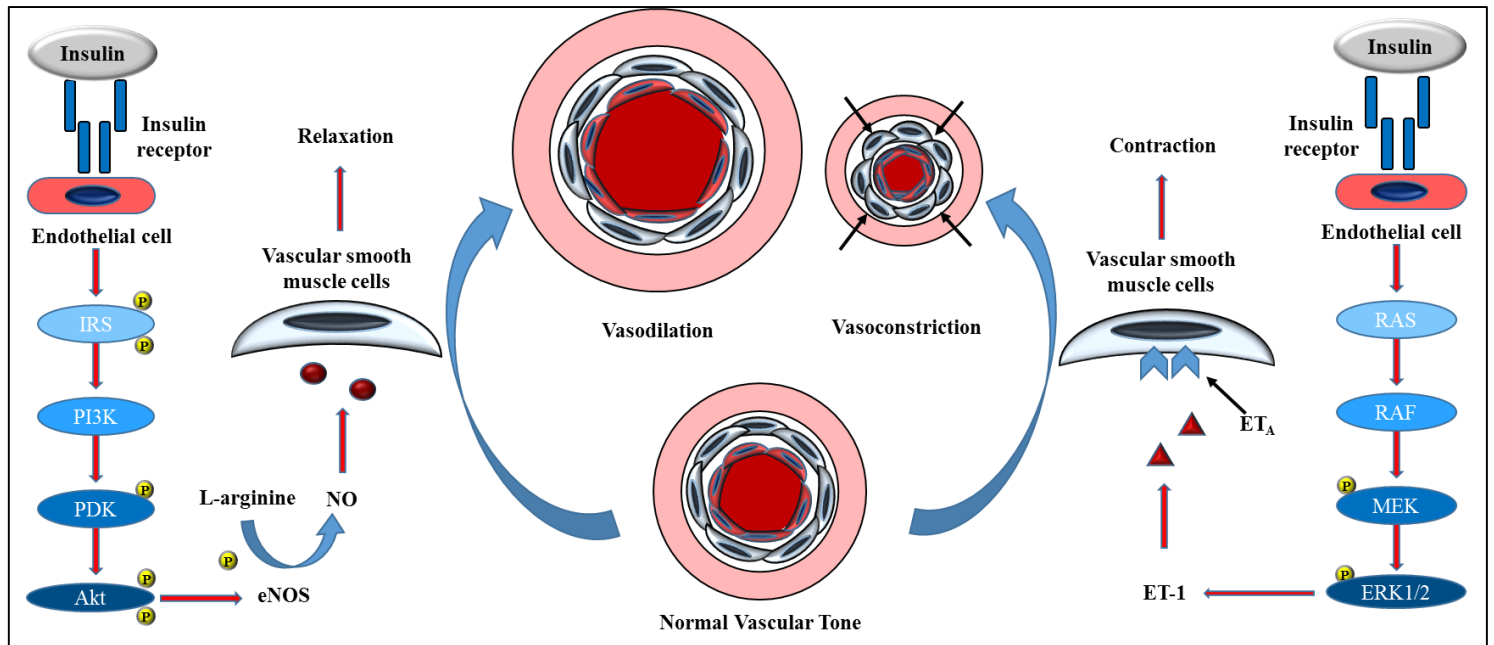 Insulin
Insulin
receptor
Endothelial cell
P
IRS
P
PI3K
P
PDK
P
Akt
P
Relaxation
Vascular smooth
muscle cells
L-arginine
NO
P
eNOS
Vasodilation
Vasoconstriction
Normal Vascular Tone
Contraction
Vascular smooth
muscle cells
ETA
ET-1
Insulin
Insulin
receptor
Endothelial cell
RAS
RAF
P
MEK
P
ERK1/2